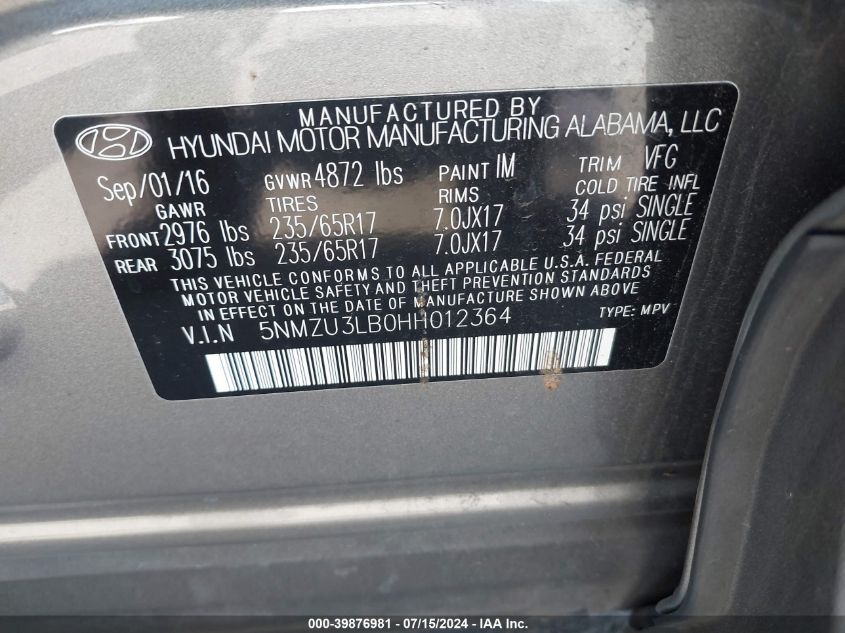 MANUFACTURED BY
HYUNDAI MOTOR MANUFACTURING ALABAMA, LLC
Sep/01/16 GVWR 4872 lbs PAINT IM TRIM VFG
GAWR TIRES RIMS COLD TIRE INFL
FRONT 2976 lbs 235/65R17 7.0JX17 34 psi SINGLE
REAR 3075 lbs 235/65R17 7.0JX17 34 psi SINGLE
THIS VEHICLE CONFORMS TO ALL APPLICABLE U.S.A. FEDERAL
MOTOR VEHICLE SAFETY AND THEFT PREVENTION STANDARDS
IN EFFECT ON THE DATE OF MANUFACTURE SHOWN ABOVE.
V.I.N 5NMZU3LB0HH012364 TYPE: MPV
000-39876981 - 07/15/2024 - IAAI.com